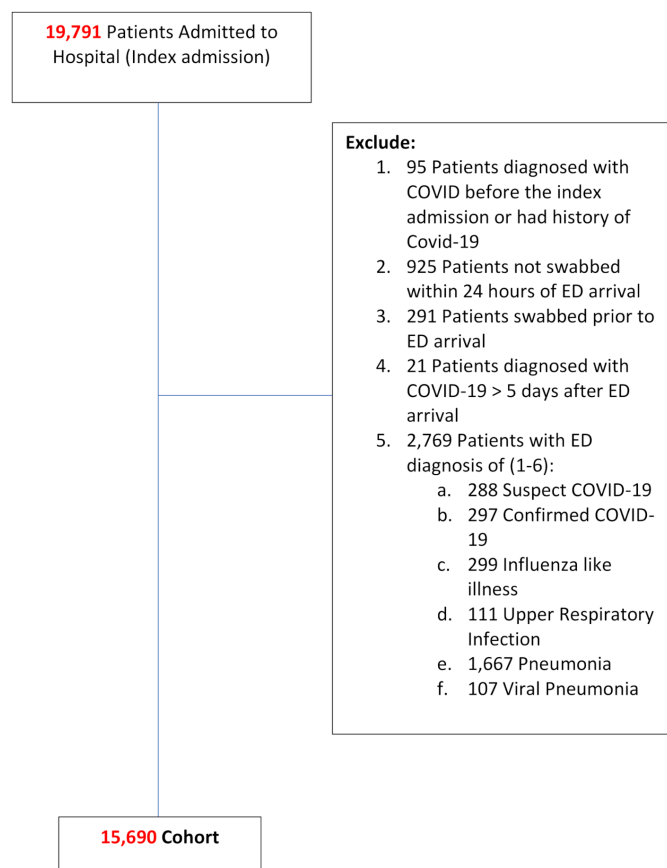 19,791 Patients Admitted to
Hospital (Index admission)
Exclude:
1. 95 Patients diagnosed with
COVID before the index
admission or had history of
Covid-19
2. 925 Patients not swabbed
within 24 hours of ED arrival
3. 291 Patients swabbed prior to
ED arrival
4. 21 Patients diagnosed with
COVID-19 > 5 days after ED
arrival
5. 2,769 Patients with ED
diagnosis of (1-6):
a. 288 Suspect COVID-19
b. 297 Confirmed COVID-
19
c. 299 Influenza like
illness
d. 111 Upper Respiratory
Infection
e. 1,667 Pneumonia
f. 107 Viral Pneumonia
15,690 Cohort